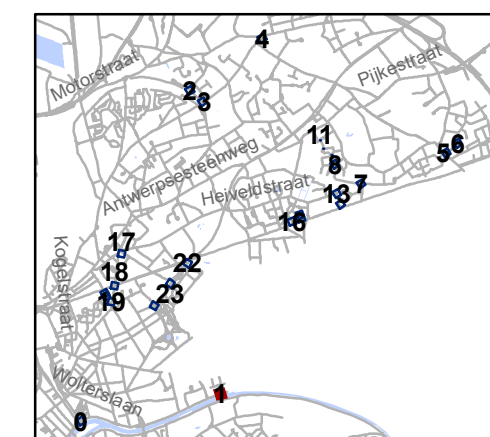 4
Motorstraat
Pijkestraat
2
3
11
6
5
Antwerpsesteenweg
8
Heiveldstraat
7
13
16
17
Kogelstraat
22
18
19
23
Wolterslaan
1
0